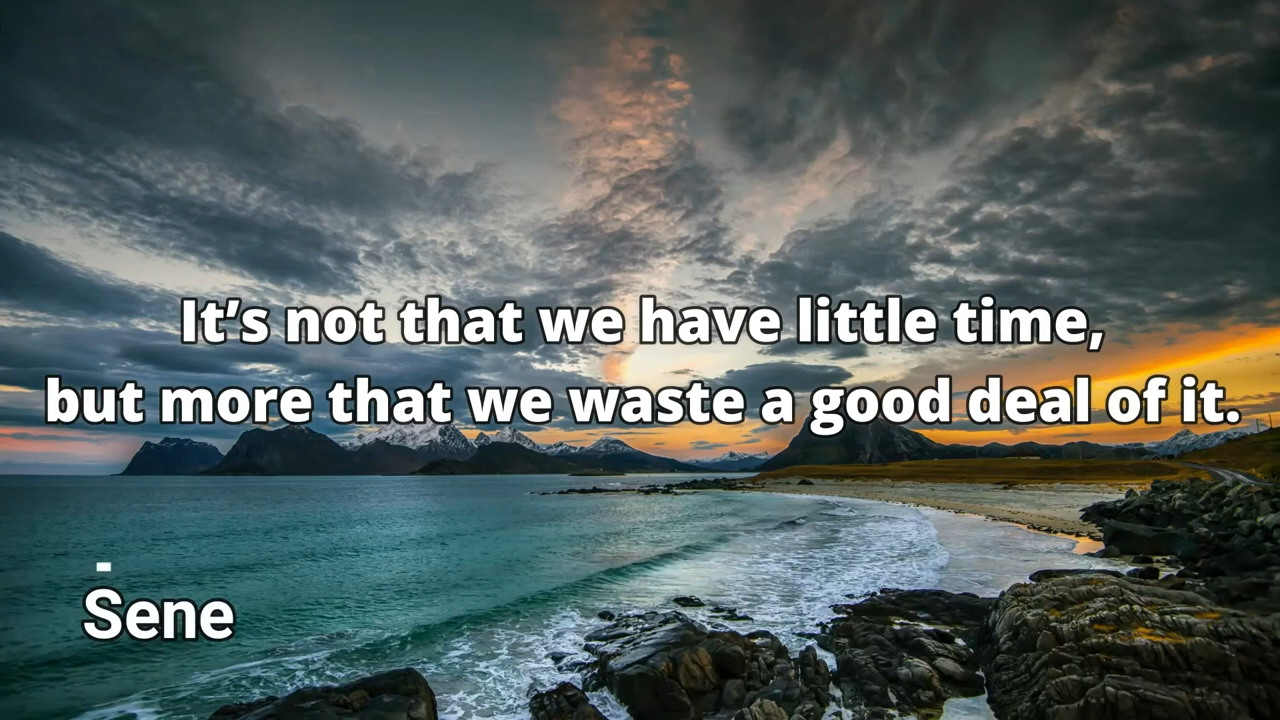 It’s not that we have little time,
but more that we waste a good deal of it.
-
Sene